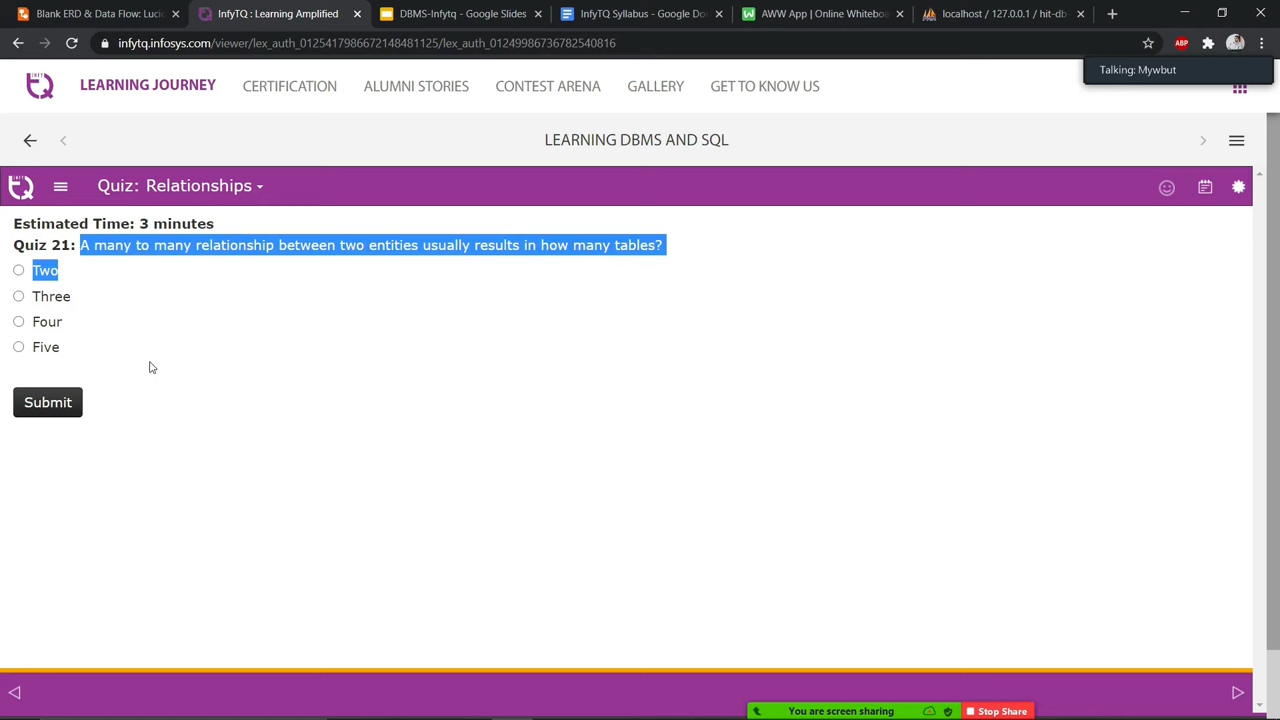 Blank ERD & Data Flow: Luci
InfyTQ : Learning Amplified
DBMS-Infytq - Google Slides
InfyTQ Syllabus - Google Do
AWW App | Online Whiteboa
localhost / 127.0.0.1 / hit-db
infytq.infosys.com/viewer/lex_auth_0125417986672148481125/lex_auth_01249986736782540816
ABP
Talking: Mywbut
LEARNING JOURNEY
CERTIFICATION
ALUMNI STORIES
CONTEST ARENA
GALLERY
GET TO KNOW US
LEARNING DBMS AND SQL
Quiz: Relationships
Estimated Time: 3 minutes
Quiz 21: A many to many relationship between two entities usually results in how many tables?
Two
Three
Four
Five
Submit
You are screen sharing
Stop Share